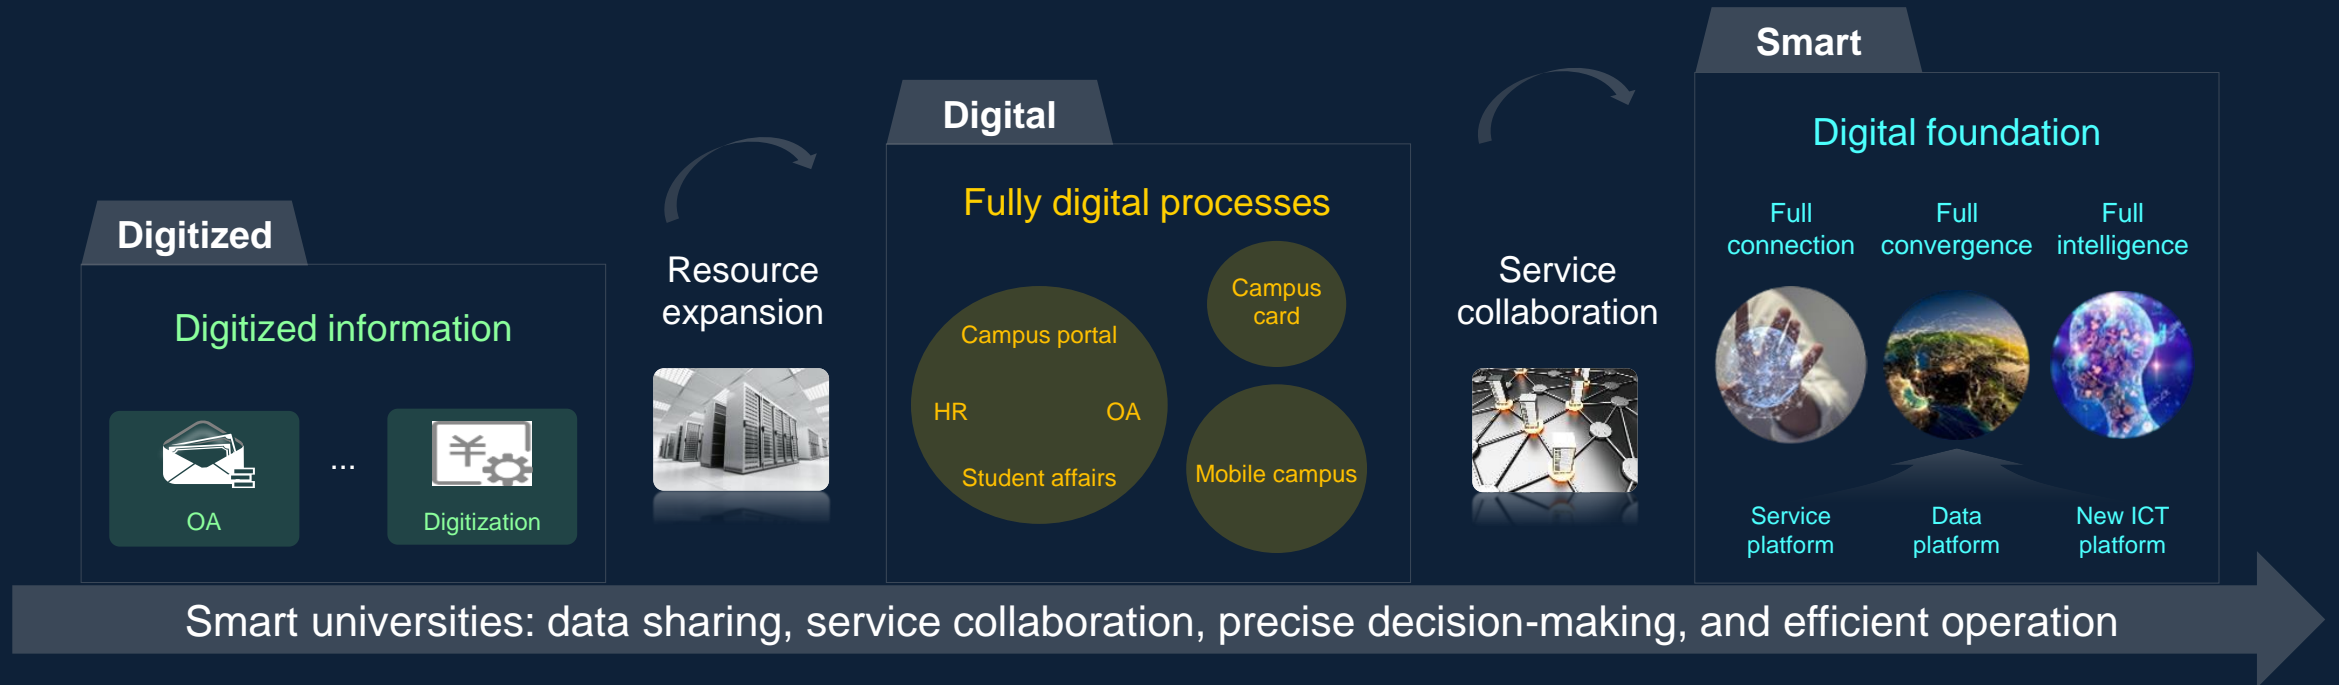 Digitized
Digitized information
OA
...
Digitization
Resource
expansion
Digital
Fully digital processes
Campus portal
HR
OA
Student affairs
Campus
card
Mobile campus
Service
collaboration
Smart
Digital foundation
Full
connection
Full
convergence
Full
intelligence
Service
platform
Data
platform
New ICT
platform
Smart universities: data sharing, service collaboration, precise decision-making, and efficient operation